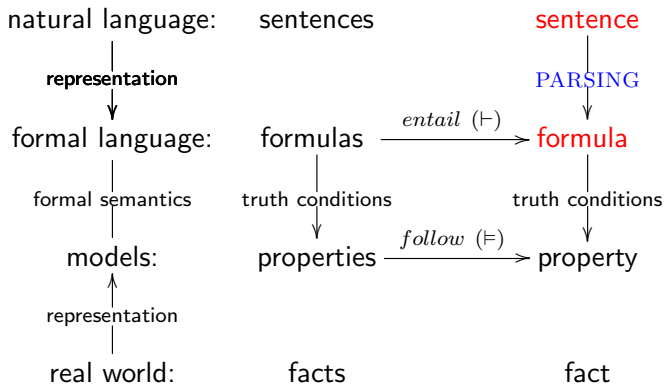 natural language: sentences sentence
representation PARSING
formal language: formulas entail (⊢) formula
formal semantics truth conditions truth conditions
models: properties follow (⊨) property
representation
real world: facts fact